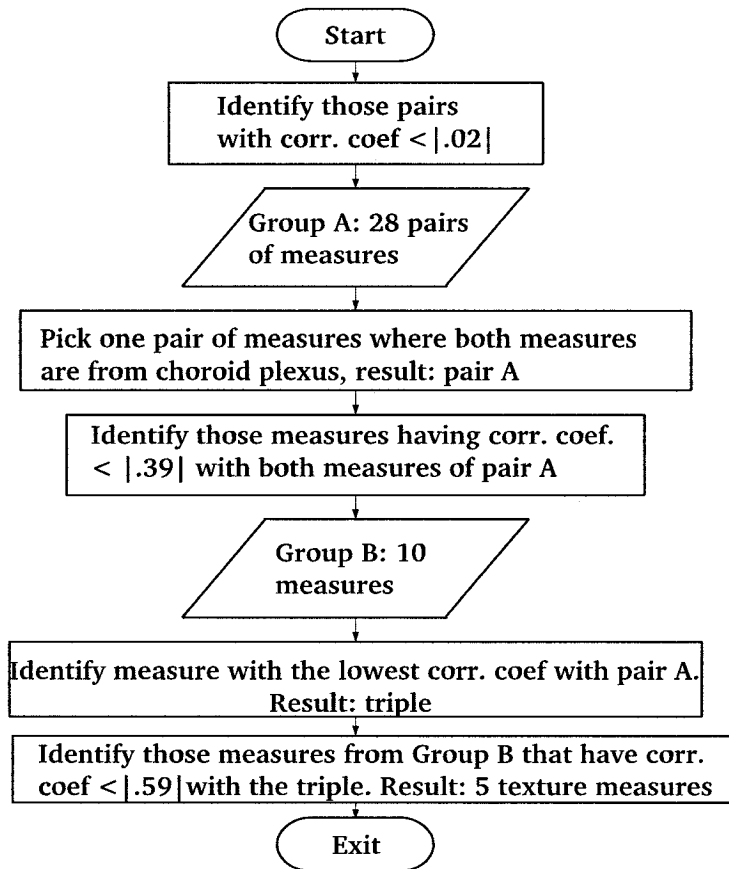 Start
Identify those pairs
with corr. coef <|.02|
Group A: 28 pairs
of measures
Pick one pair of measures where both measures
are from choroid plexus, result: pair A
Identify those measures having corr. coef.
< |.39| with both measures of pair A
Group B: 10
measures
Identify measure with the lowest corr. coef with pair A.
Result: triple
Identify those measures from Group B that have corr.
coef <|.59|with the triple. Result: 5 texture measures
Exit